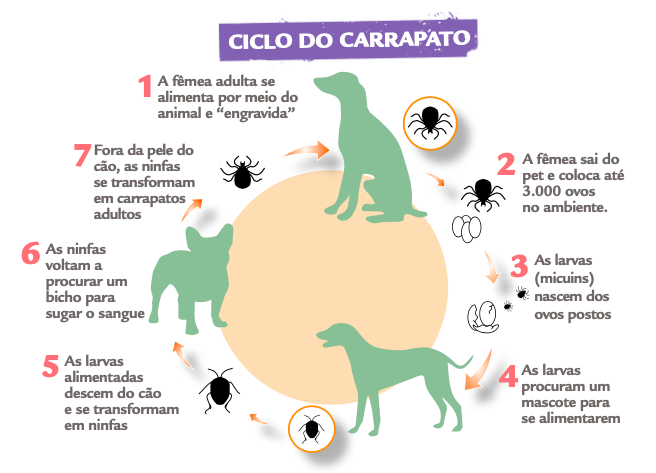 CICLO DO CARRAPATO
1 A fêmea adulta se
alimenta por meio do
animal e “engravida”
2 A fêmea sai do
pet e coloca até
3.000 ovos
no ambiente.
3 As larvas
(micuins)
nascem dos
ovos postos
4 As larvas
procuram um
mascote para
se alimentarem
5 As larvas
alimentadas
descem do cão
e se transformam
em ninfas
6 As ninfas
voltam a
procurar um
bicho para
sugar o sangue
7 Fora da pele do
cão, as ninfas
se transformam
em carrapatos
adultos